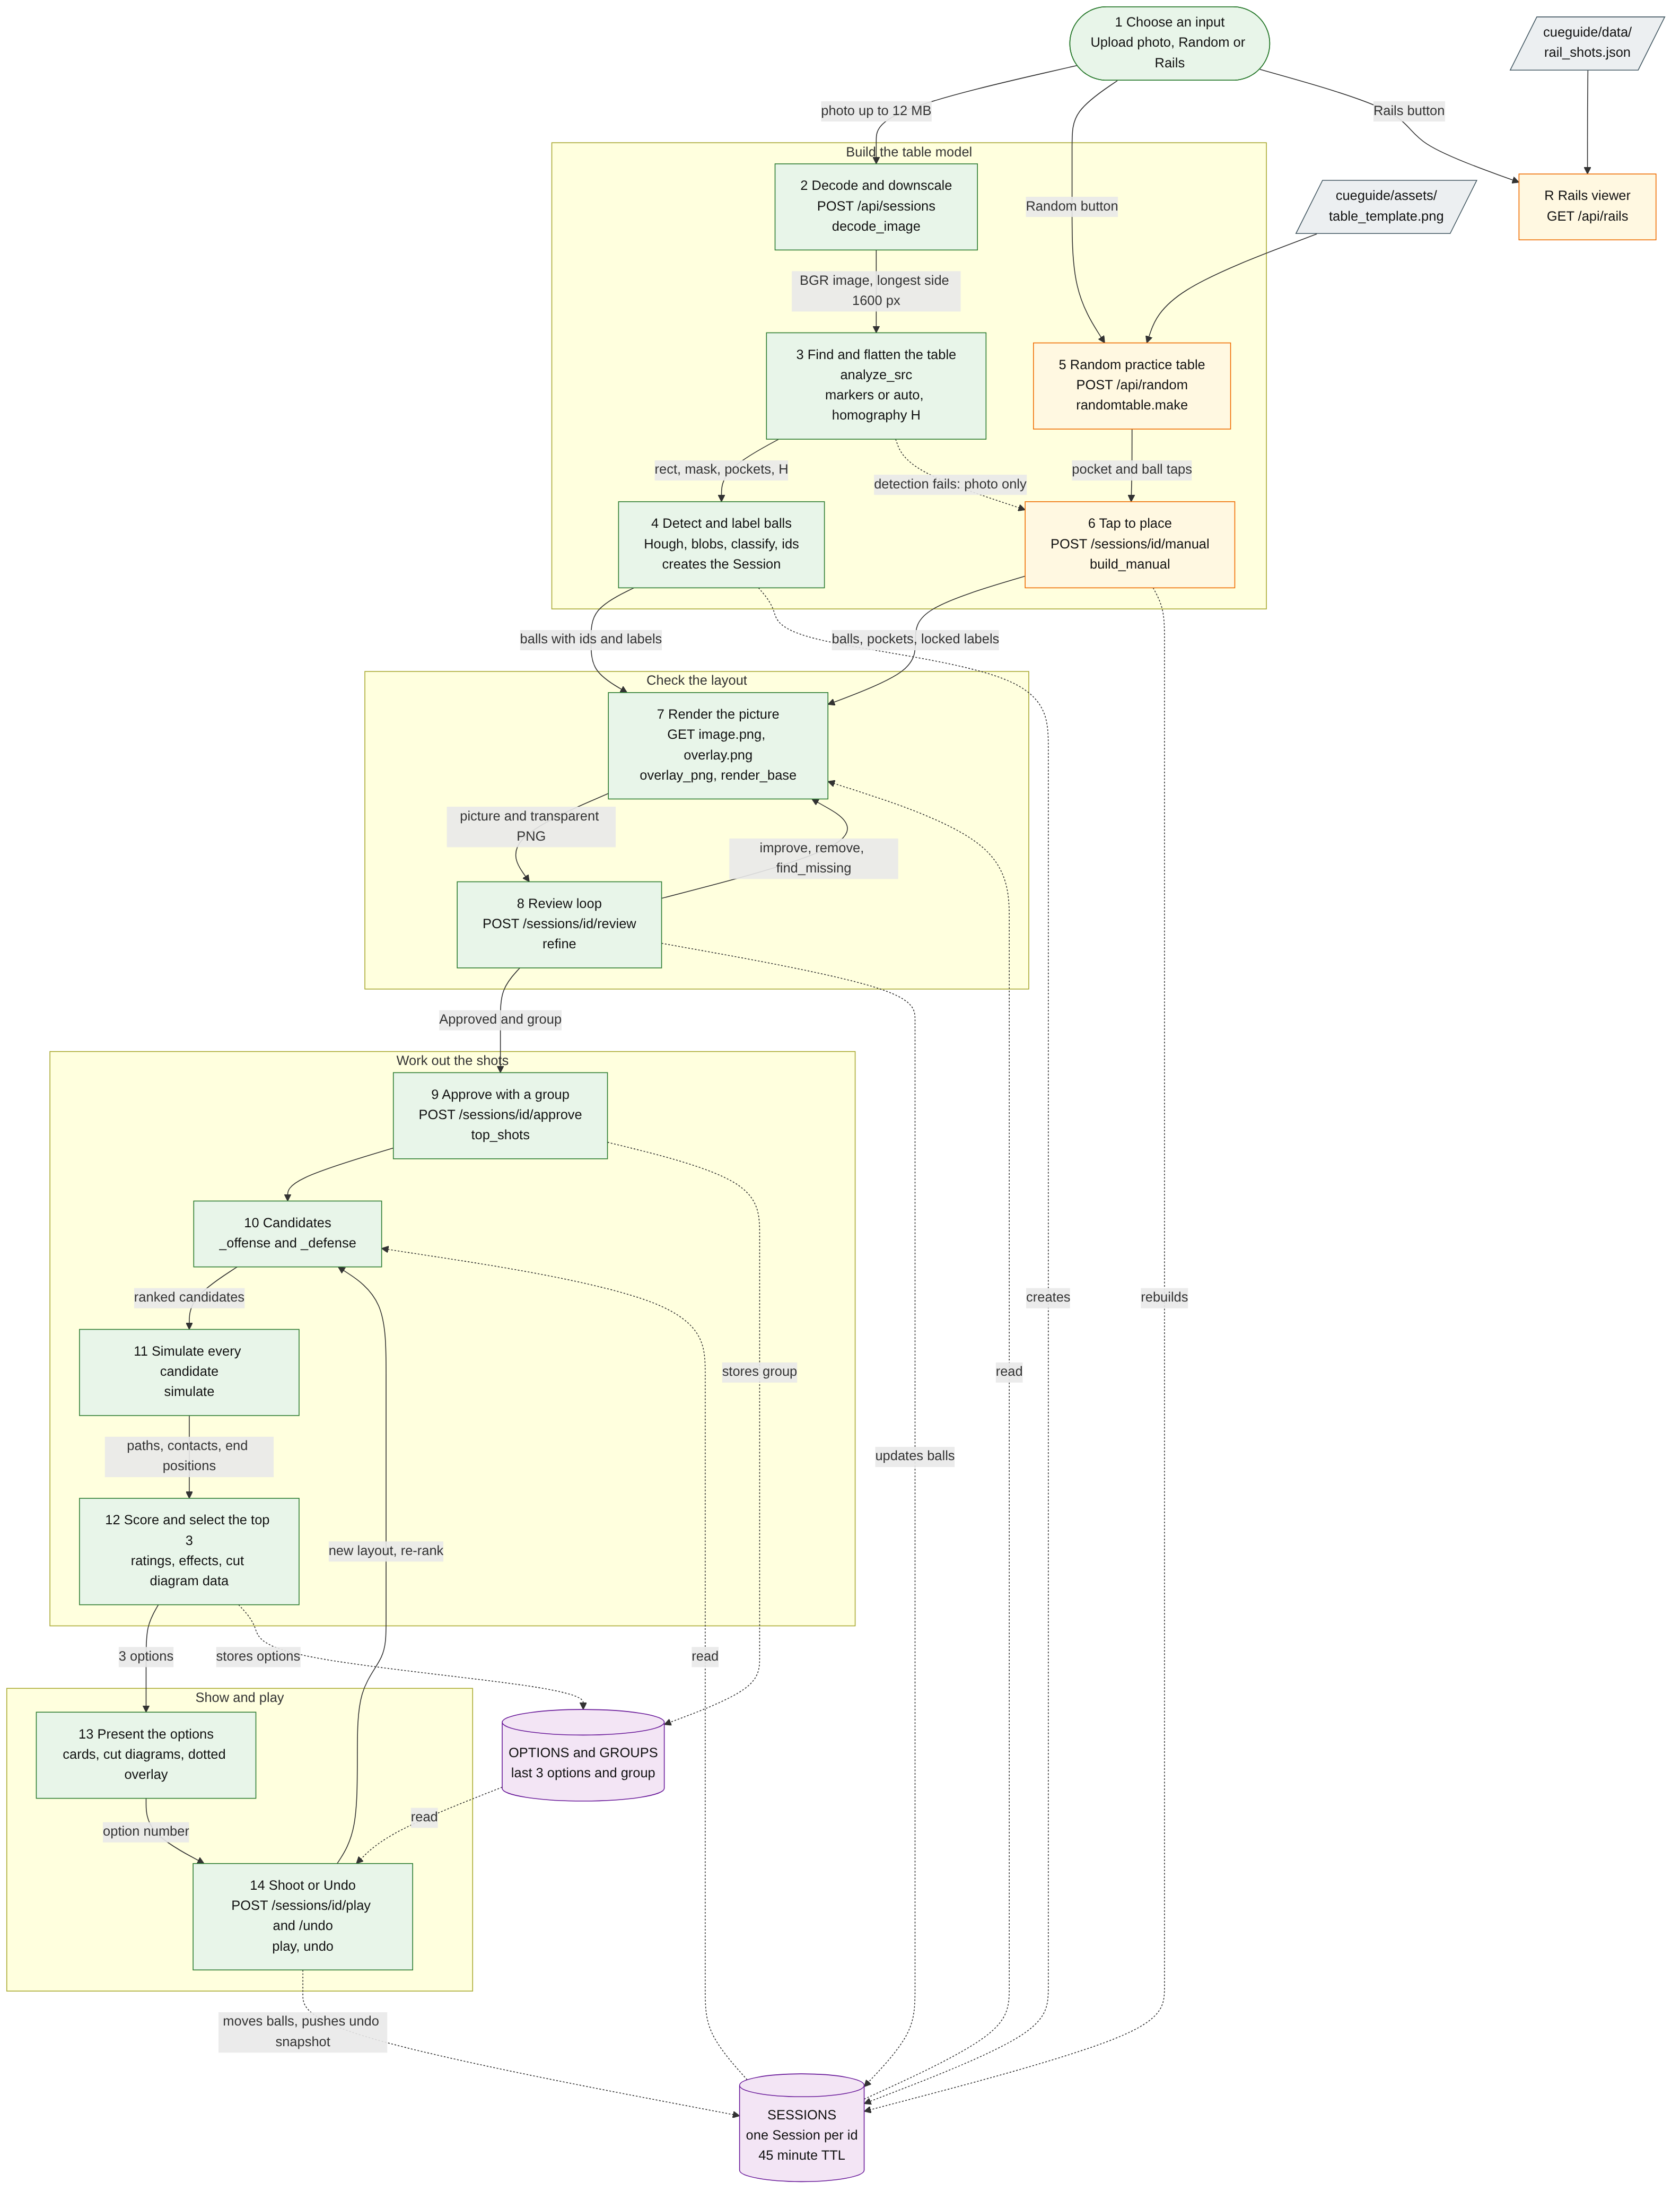 1 Choose an input
Upload photo, Random or
Rails
cueguide/data/
rail_shots.json
photo up to 12 MB
Rails button
Build the table model
2 Decode and downscale
POST /api/sessions
decode_image
Random button
cueguide/assets/
table_template.png
R Rails viewer
GET /api/rails
BGR image, longest side
1600 px
3 Find and flatten the table
analyze_src
markers or auto,
homography H
5 Random practice table
POST /api/random
randomtable.make
rect, mask, pockets, H
detection fails: photo only
pocket and ball taps
4 Detect and label balls
Hough, blobs, classify, ids
creates the Session
6 Tap to place
POST /sessions/id/manual
build_manual
balls with ids and labels
balls, pockets, locked labels
Check the layout
7 Render the picture
GET image.png,
overlay.png
overlay_png, render_base
picture and transparent
PNG
improve, remove,
find_missing
8 Review loop
POST /sessions/id/review
refine
Approved and group
Work out the shots
9 Approve with a group
POST /sessions/id/approve
top_shots
10 Candidates
_offense and _defense
ranked candidates
creates
rebuilds
11 Simulate every
candidate
simulate
stores group
read
paths, contacts, end
positions
updates balls
12 Score and select the top
3
ratings, effects, cut
diagram data
new layout, re-rank
3 options
stores options
read
Show and play
13 Present the options
cards, cut diagrams, dotted
overlay
OPTIONS and GROUPS
last 3 options and group
option number
read
14 Shoot or Undo
POST /sessions/id/play
and /undo
play, undo
moves balls, pushes undo
snapshot
SESSIONS
one Session per id
45 minute TTL